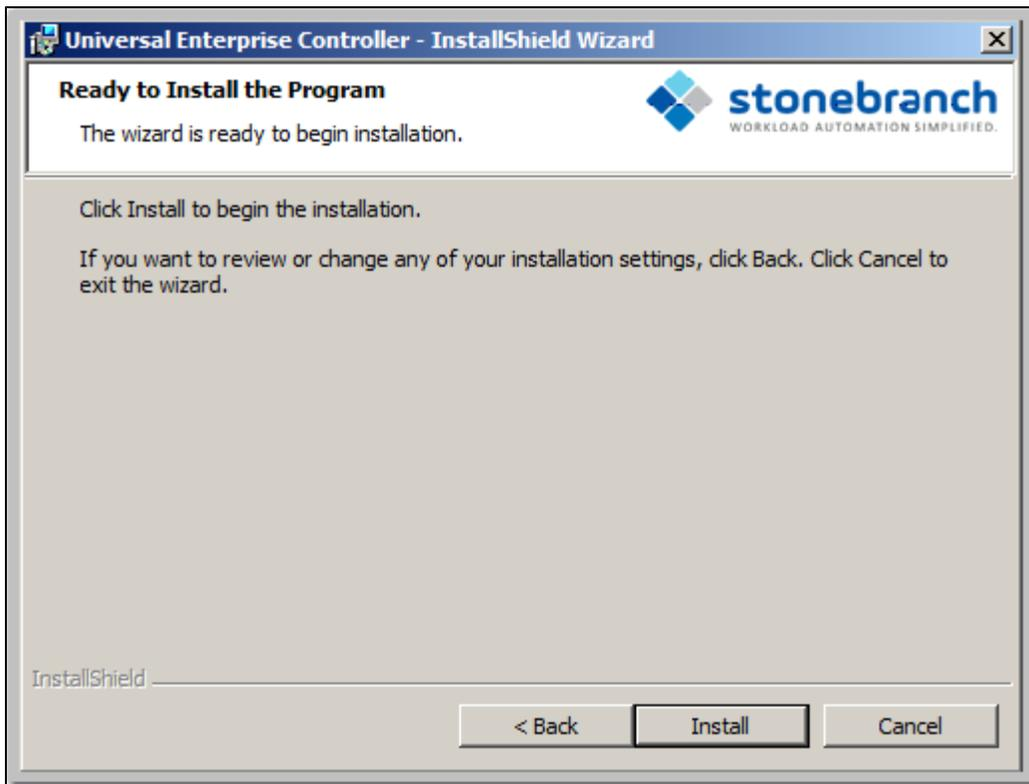 Universal Enterprise Controller - InstallShield Wizard
Ready to Install the Program
The wizard is ready to begin installation.
stonebranch
WORKLOAD AUTOMATION SIMPLIFIED.
Click Install to begin the installation.
If you want to review or change any of your installation settings, click Back. Click Cancel to
exit the wizard.
InstallShield
< Back
Install
Cancel